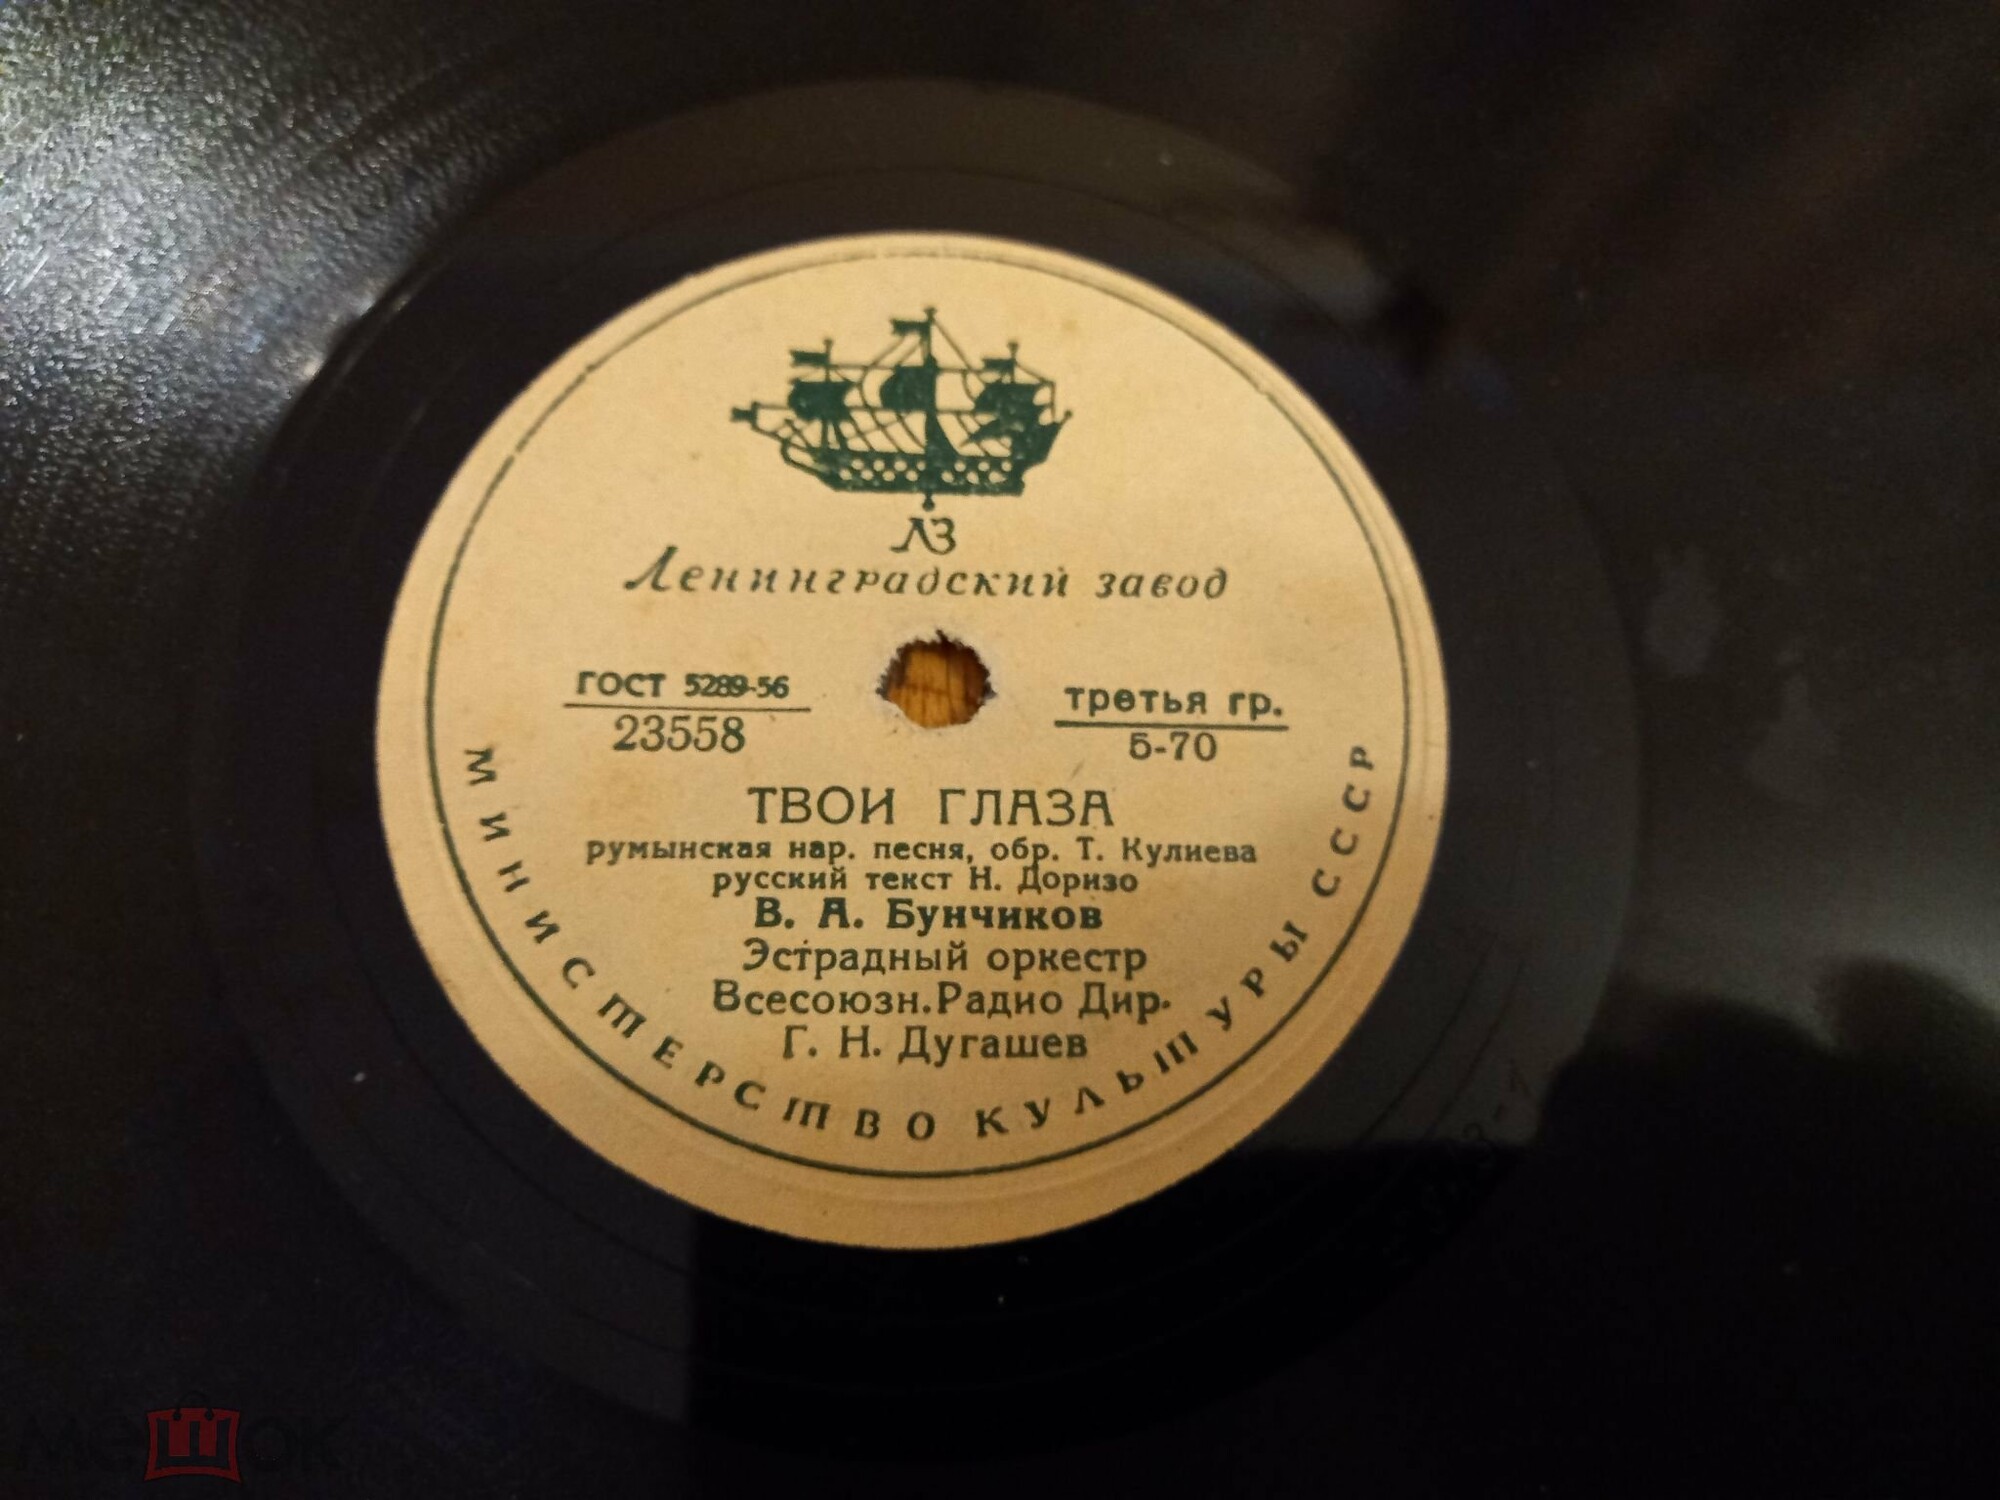 ЛЗ
Ленинградский завод
ГОСТ 5289-56
23558
третья гр.
5-70
ТВОИ ГЛАЗА
румынская нар. песня, обр. Т. Кулиева
русский текст Н. Доризо
В. А. Бунчиков
Эстрадный оркестр
Всесоюзн.Радио Дир.
Г. Н. Дугашев
МИНИСТЕРСТВО КУЛЬТУРЫ СССР
мешок